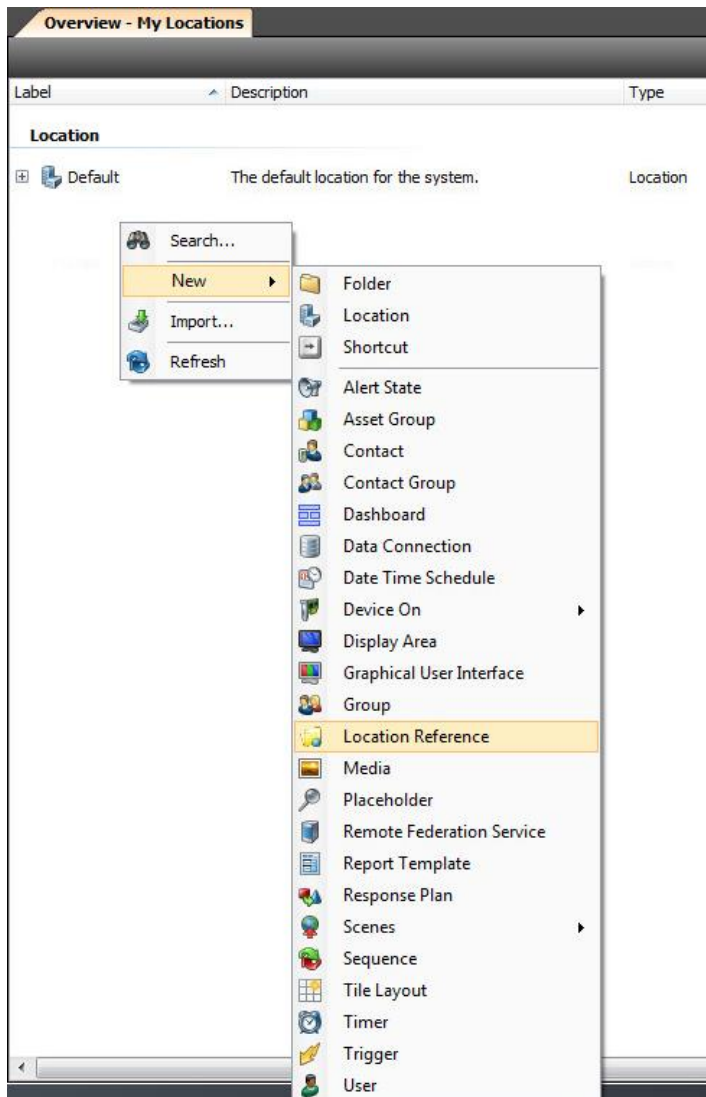 Overview - My Locations
Label Description Type
Location
Default The default location for the system. Location
Search...
New
Import...
Refresh
Folder
Location
Shortcut
Alert State
Asset Group
Contact
Contact Group
Dashboard
Data Connection
Date Time Schedule
Device On
Display Area
Graphical User Interface
Group
Location Reference
Media
Placeholder
Remote Federation Service
Report Template
Response Plan
Scenes
Sequence
Tile Layout
Timer
Trigger
User